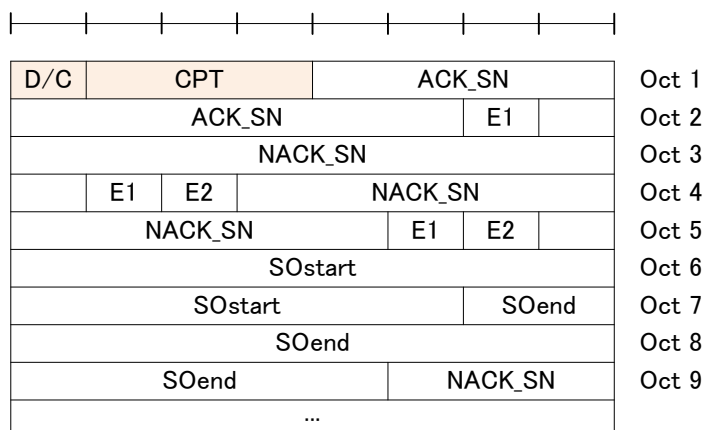 D/C CPT ACK_SN Oct 1
ACK_SN E1 Oct 2
NACK_SN Oct 3
E1 E2 NACK_SN Oct 4
NACK_SN E1 E2 Oct 5
SOstart Oct 6
SOstart SOend Oct 7
SOend Oct 8
SOend NACK_SN Oct 9
...